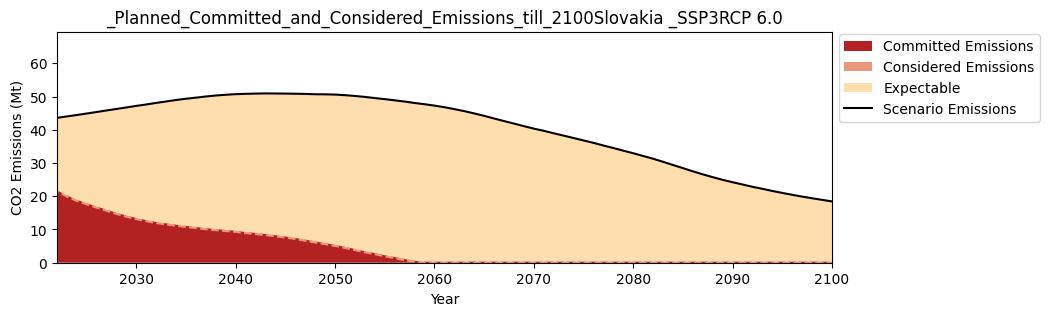 _Planned_Committed_and_Considered_Emissions_till_2100Slovakia _SSP3RCP 6.0
CO2 Emissions (Mt)
60
50
40
30
20
10
0
2030 2040 2050 2060 2070 2080 2090 2100
Year
Committed Emissions
Considered Emissions
Expectable
Scenario Emissions